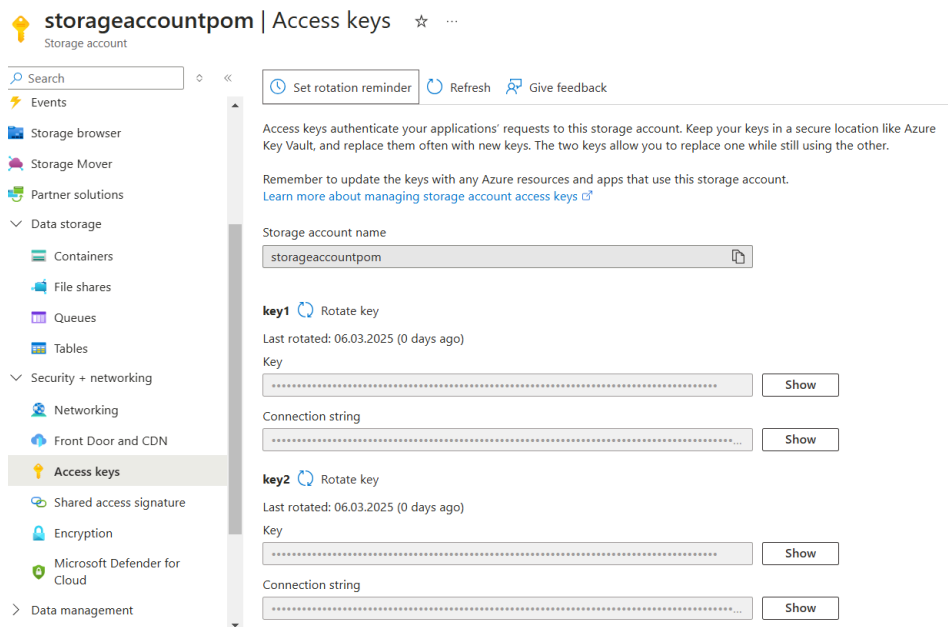 storageaccountpom | Access keys
Storage account
Search
Events
Storage browser
Storage Mover
Partner solutions
Data storage
Containers
File shares
Queues
Tables
Security + networking
Networking
Front Door and CDN
Access keys
Shared access signature
Encryption
Microsoft Defender for
Cloud
Data management
Set rotation reminder
Refresh
Give feedback
Access keys authenticate your applications' requests to this storage account. Keep your keys in a secure location like Azure
Key Vault, and replace them often with new keys. The two keys allow you to replace one while still using the other.
Remember to update the keys with any Azure resources and apps that use this storage account.
Learn more about managing storage account access keys
Storage account name
storageaccountpom
key1 Rotate key
Last rotated: 06.03.2025 (0 days ago)
Key
Show
Connection string
Show
key2 Rotate key
Last rotated: 06.03.2025 (0 days ago)
Key
Show
Connection string
Show